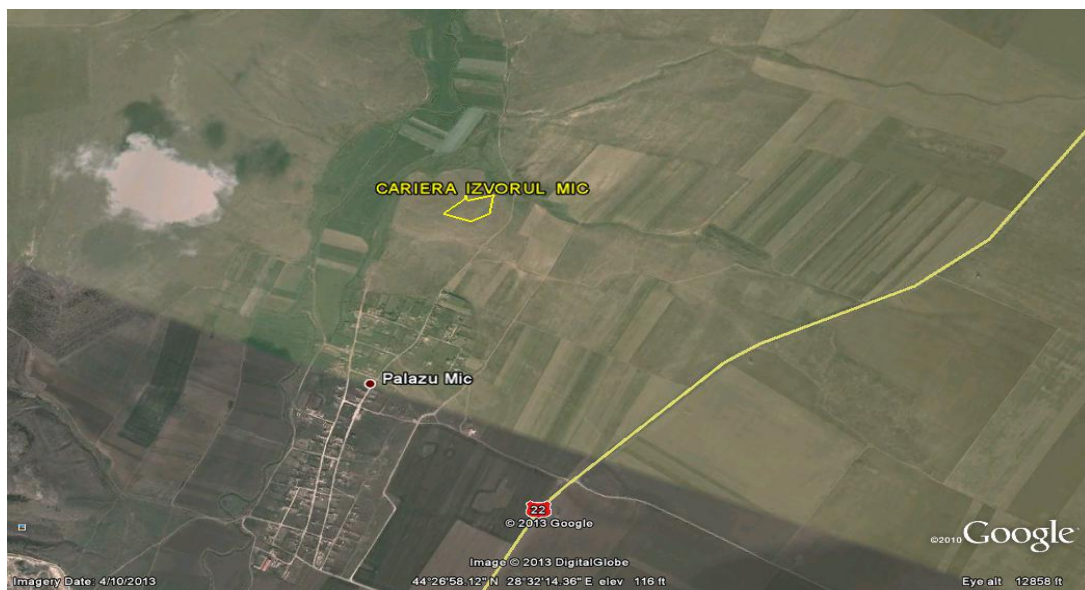 CARIERA IZVORUL MIC
Palazu Mic
22
© 2013 Google
©2010 Google
Image © 2013 DigitalGlobe
Imagery Date: 4/10/2013
44°26'58.12" N 28°32'14.36" E elev 116 ft
Eye alt 12858 ft